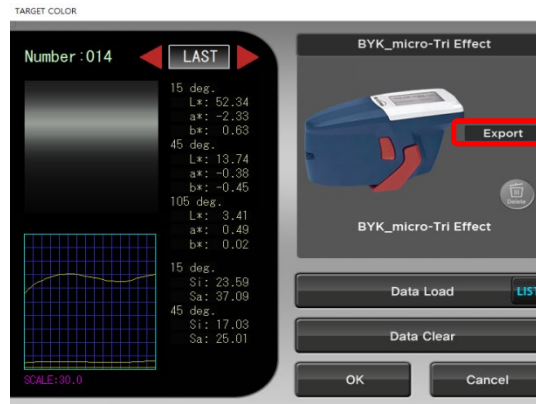 TARGET COLOR
Number:014
LAST
15 deg.
L*: 52.34
a*: -2.33
b*: 0.63
45 deg.
L*: 13.74
a*: -0.38
b*: -0.45
105 deg.
L*: 3.41
a*: 0.49
b*: 0.02
15 deg.
Si: 23.59
Sa: 37.09
45 deg.
Si: 17.03
Sa: 25.01
SCALE:30.0
BYK_micro-Tri Effect
Export
Delete
BYK_micro-Tri Effect
Data Load
LIST
Data Clear
OK
Cancel